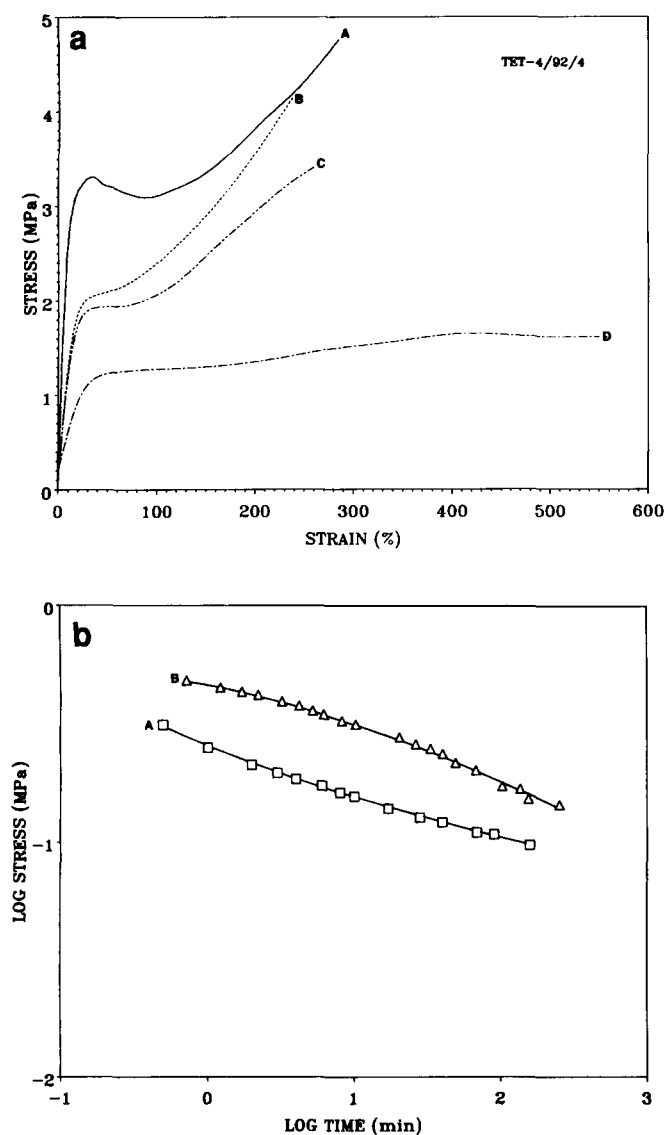 a
5
4
3
2
1
0
STRESS (MPa)
TET-4/92/4
A
B
C
D
0 100 200 300 400 500 600
STRAIN (%)
b
0
-1
-2
LOG STRESS (MPa)
B
A
-1 0 1 2 3
LOG TIME (min)